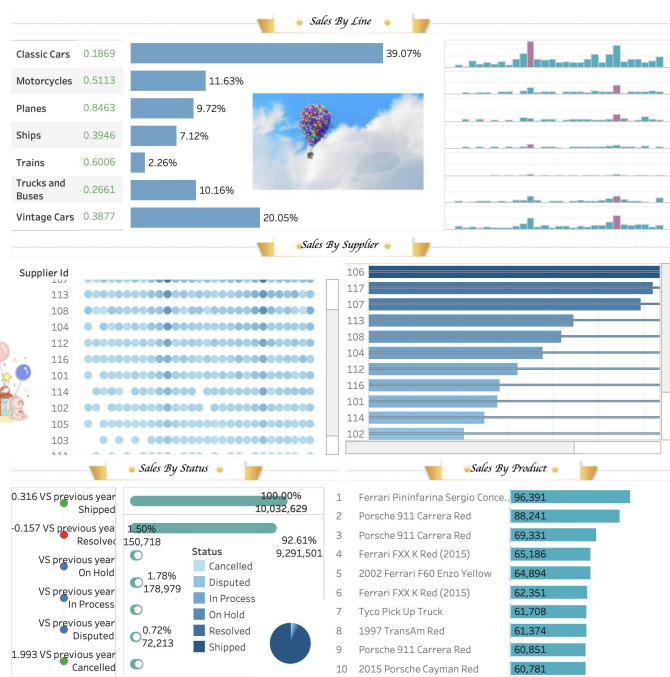 Sales By Line
Classic Cars 0.1869 39.07%
Motorcycles 0.5113 11.63%
Planes 0.8463 9.72%
Ships 0.3946 7.12%
Trains 0.6006 2.26%
Trucks and
Buses 0.2661 10.16%
Vintage Cars 0.3877 20.05%
Sales By Supplier
Supplier Id
113
108
104
112
116
101
114
102
105
103
106
117
107
113
108
104
112
116
101
114
102
Sales By Status
0.316 VS previous year
Shipped
100.00%
10,032,629
-0.157 VS previous yea
Resolved
1.50%
150,718
92.61%
9,291,501
VS previous year
On Hold
1.78%
178,979
VS previous year
In Process
VS previous year
Disputed
0.72%
72,213
1.993 VS previous year
Cancelled
Status
Cancelled
Disputed
In Process
On Hold
Resolved
Shipped
Sales By Product
1 Ferrari Pininfarina Sergio Conce.. 96,391
2 Porsche 911 Carrera Red 88,241
3 Porsche 911 Carrera Red 69,331
4 Ferrari FXX K Red (2015) 65,186
5 2002 Ferrari F60 Enzo Yellow 64,894
6 Ferrari FXX K Red (2015) 62,351
7 Tyco Pick Up Truck 61,708
8 1997 TransAm Red 61,374
9 Porsche 911 Carrera Red 60,851
10 2015 Porsche Cayman Red 60,781